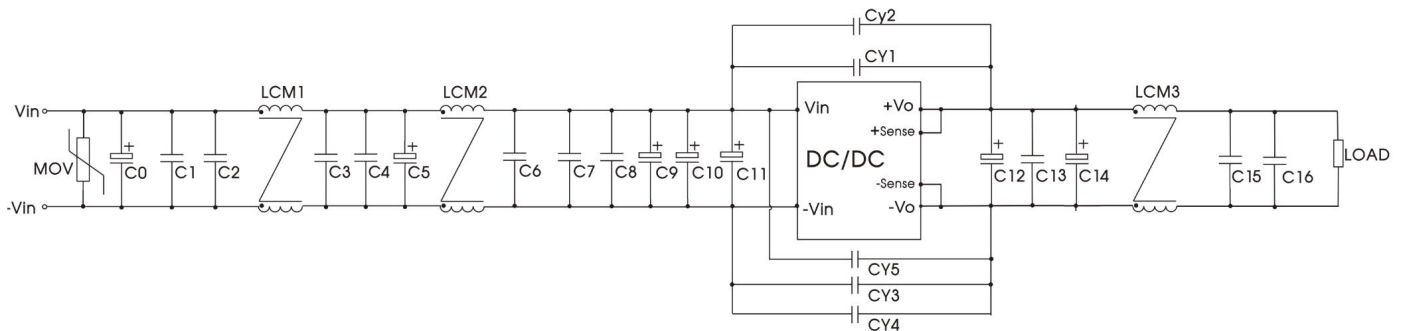 Cy2
CY1
LCM1
LCM2
LCM3
Vin
Vin
+Vo
+Sense
MOV
+
C0
C1
C2
C3
C4
+
C5
C6
C7
C8
+
C9
+
C10
+
C11
DC/DC
+
C12
C13
+
C14
C15
C16
LOAD
-Sense
-Vin
-Vin
-Vo
CY5
CY3
CY4